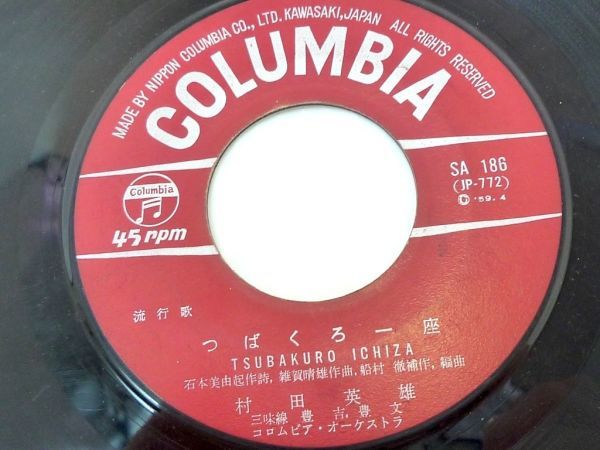 MADE BY NIPPON COLUMBIA CO., LTD. KAWASAKI, JAPAN ALL RIGHTS RESERVED
COLUMBIA
Columbia
45 rpm
SA 186
(JP-772)
Ⓓ '59.4
流行歌
つばくろ一座
TSUBAKURO ICHIZA
石本美由起作詩, 雑賀晴雄作曲, 船村 徹補作, 編曲
村田英雄
三味線 豊吉, 豊文
コロムビア・オーケストラ